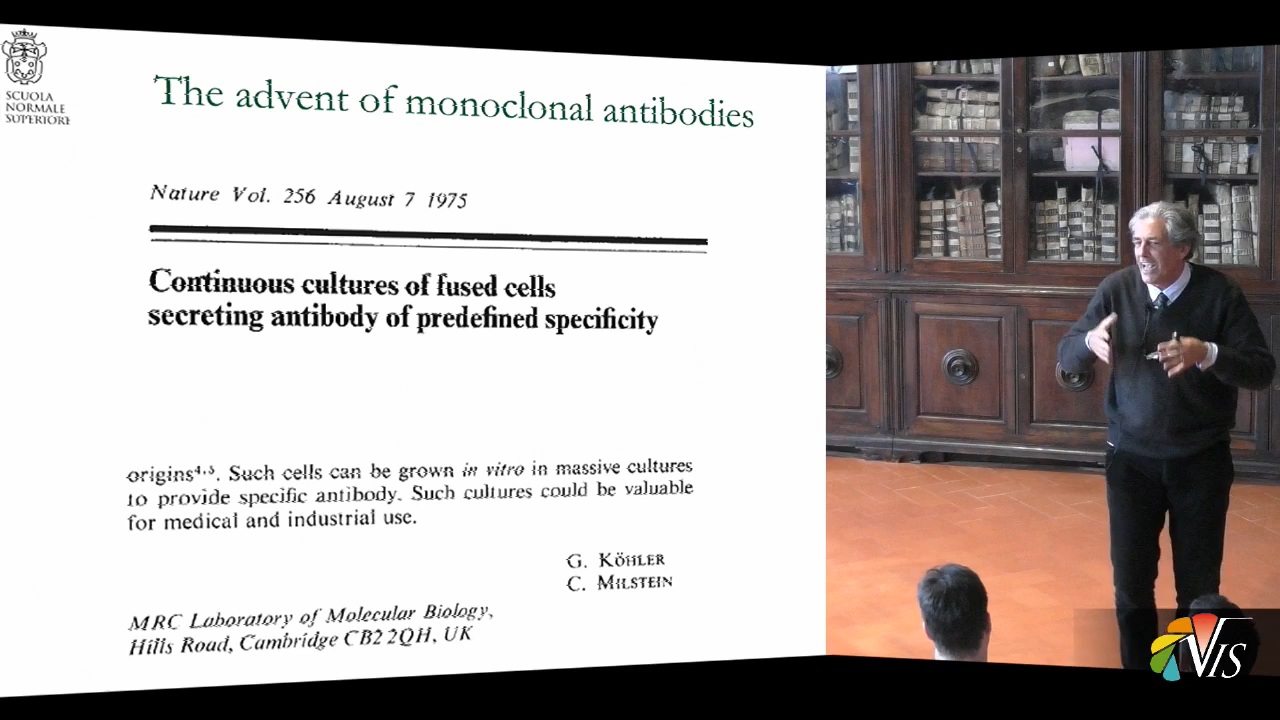 SCUOLA
NORMALE
SUPERIORE
The advent of monoclonal antibodies
Nature Vol. 256 August 7 1975
Continuous cultures of fused cells
secreting antibody of predefined specificity
origins⁴,⁵. Such cells can be grown in vitro in massive cultures
to provide specific antibody. Such cultures could be valuable
for medical and industrial use.
G. KÖHLER
C. MILSTEIN
MRC Laboratory of Molecular Biology,
Hills Road, Cambridge CB2 2QH, UK
VIS